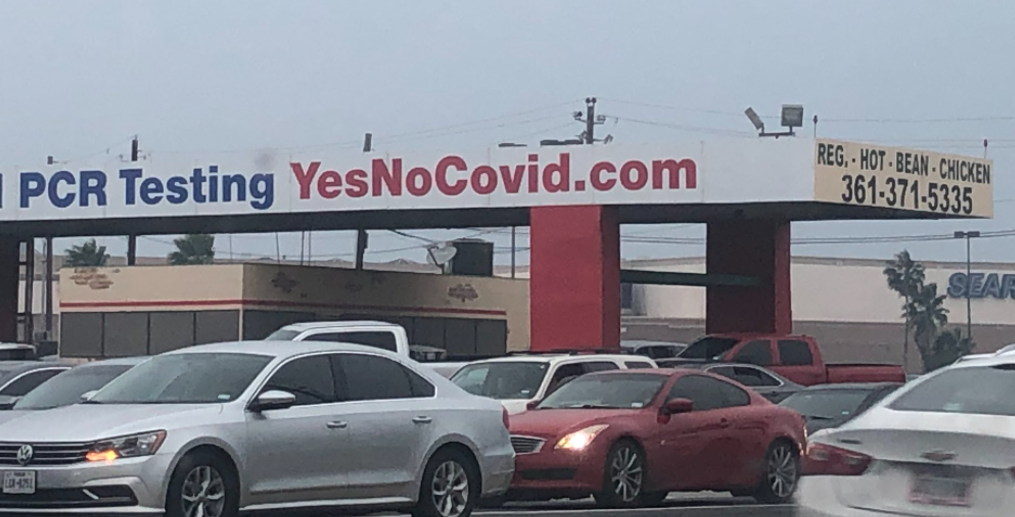 PCR Testing YesNoCovid.com
REG. - HOT - BEAN - CHICKEN
361-371-5335
SEAR